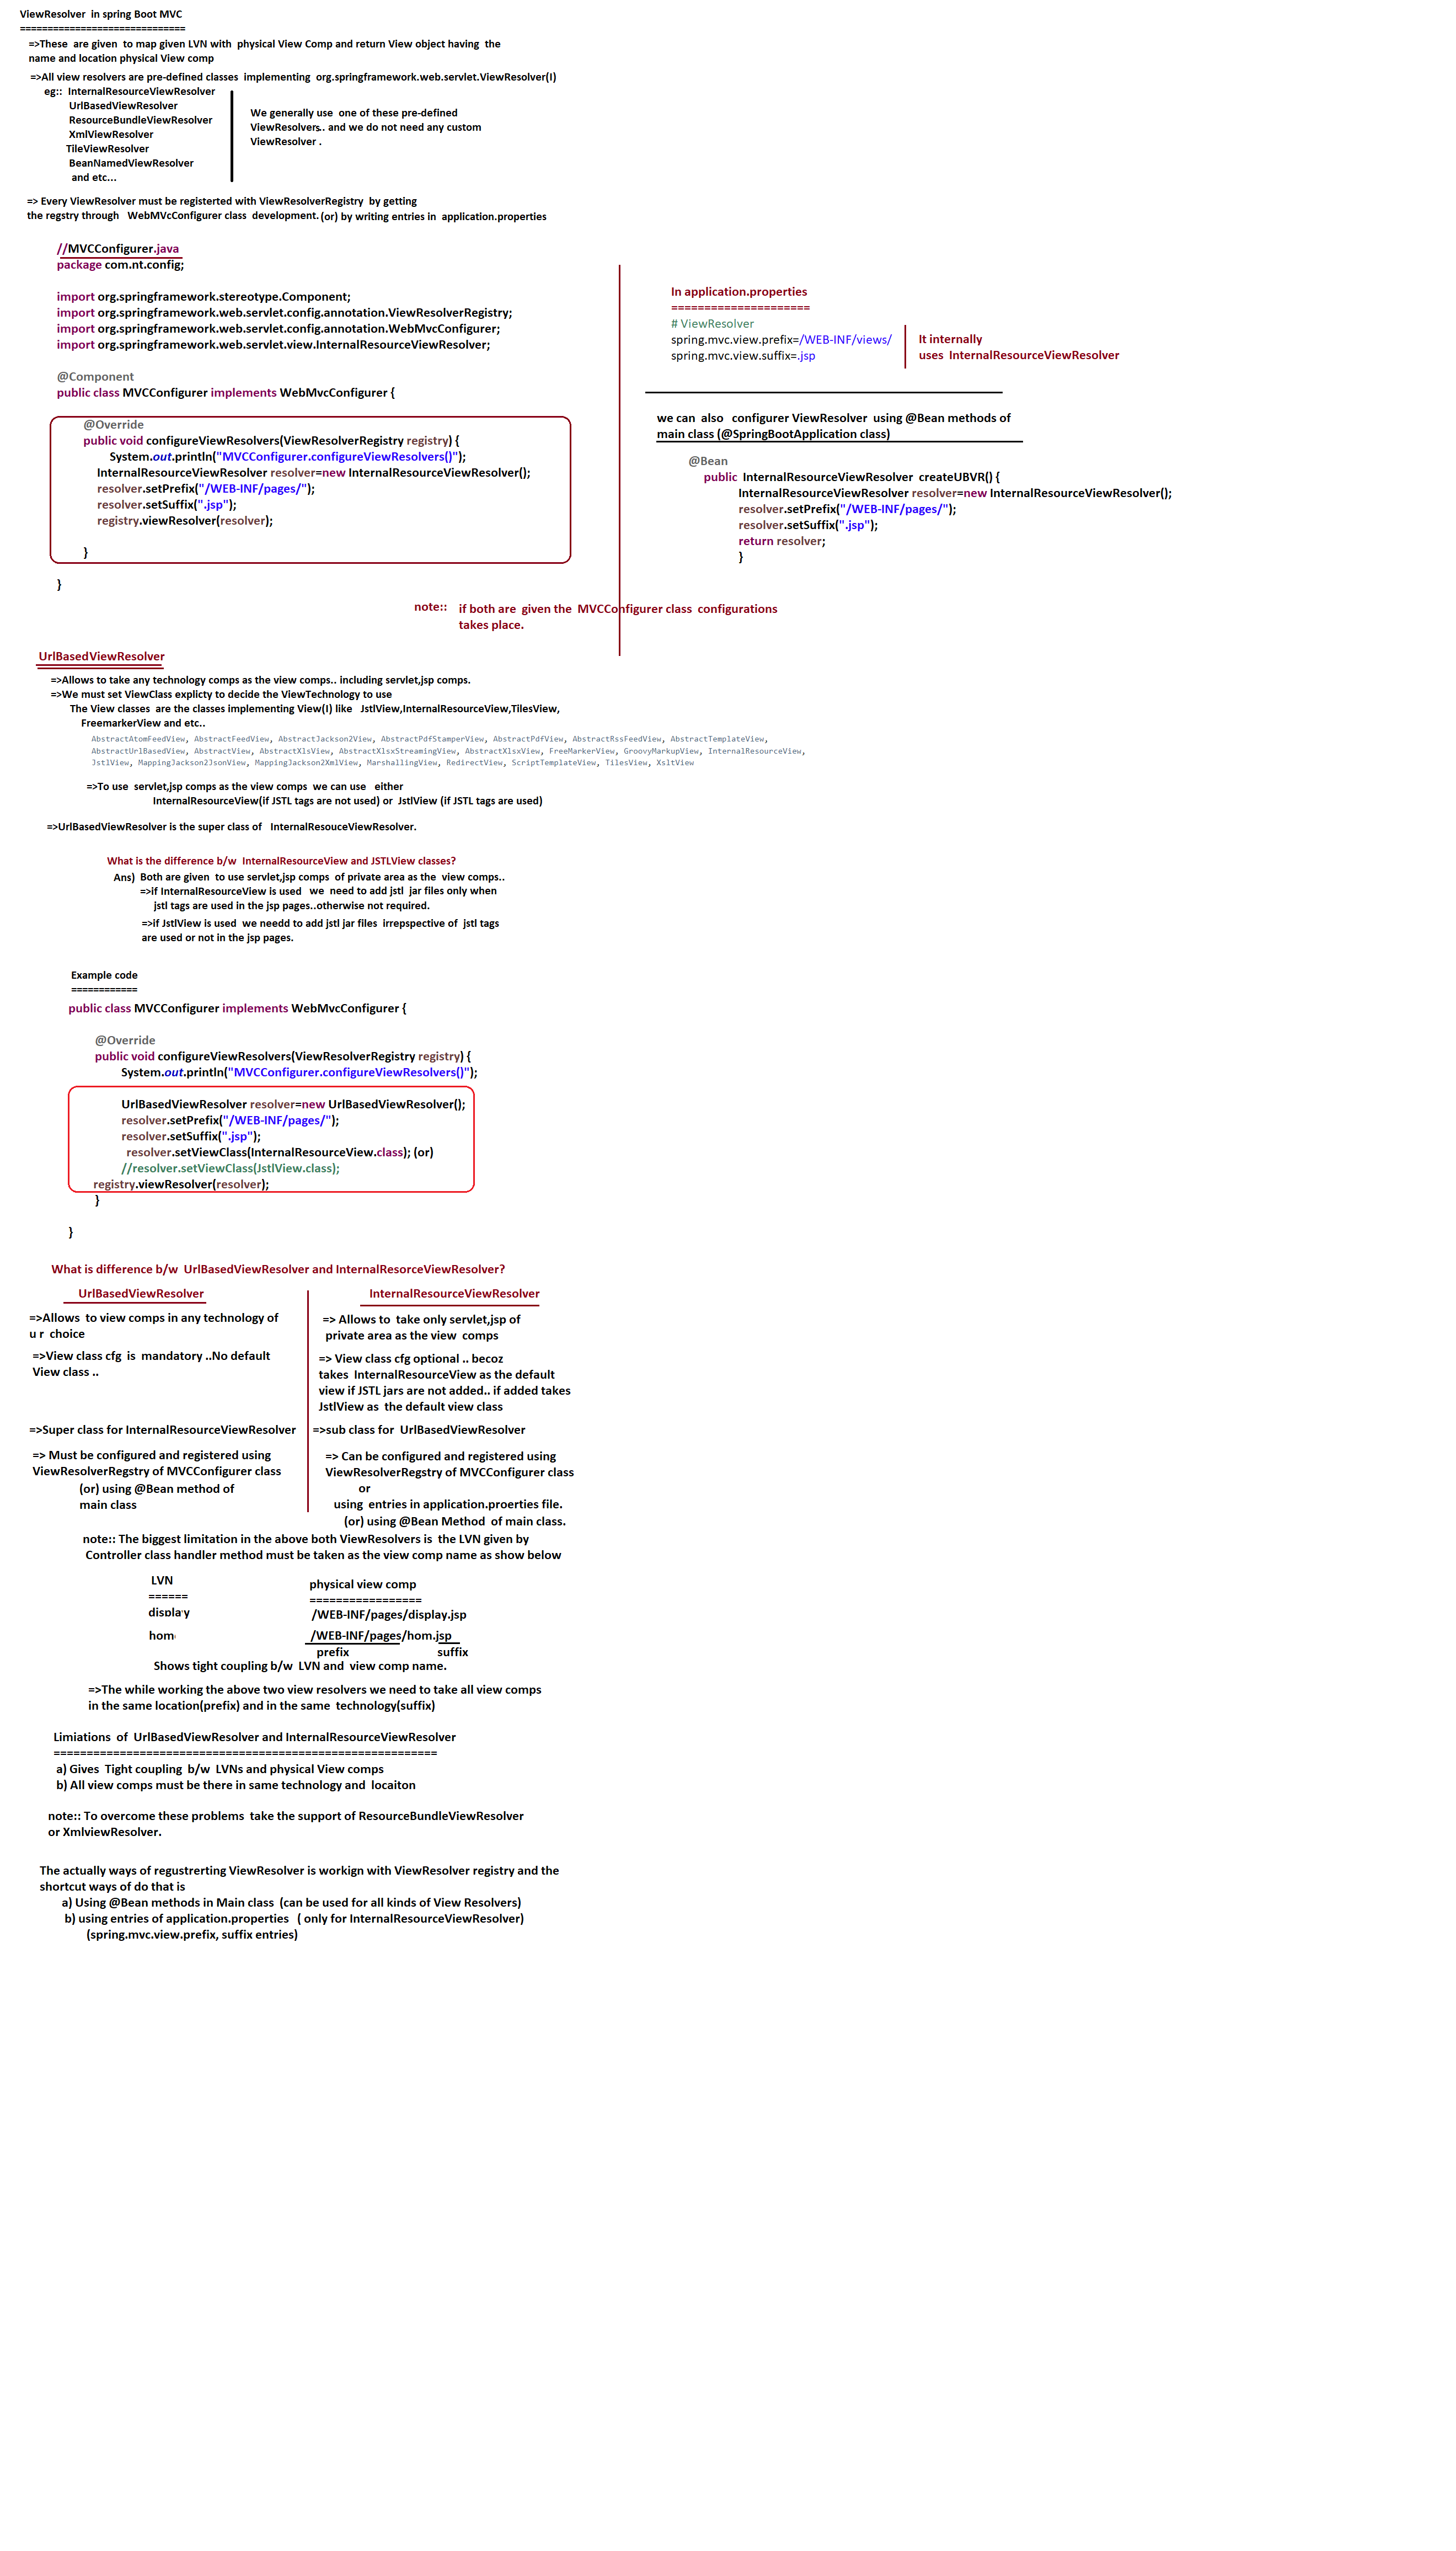 ViewResolver in spring Boot MVC
==============================
=>These are given to map given LVN with physical View Comp and return View object having the
name and location physical View comp
=>All view resolvers are pre-defined classes implementing org.springframework.web.servlet.ViewResolver(I)
eg:: InternalResourceViewResolver
UrlBasedViewResolver
ResourceBundleViewResolver
XmlViewResolver
TileViewResolver
BeanNamedViewResolver
and etc...
We generally use one of these pre-defined
ViewResolvers.. and we do not need any custom
ViewResolver .
=> Every ViewResolver must be registerted with ViewResolverRegistry by getting
the regstry through WebMVcConfigurer class development. (or) by writing entries in application.properties
//MVCConfigurer.java
package com.nt.config;
import org.springframework.stereotype.Component;
import org.springframework.web.servlet.config.annotation.ViewResolverRegistry;
import org.springframework.web.servlet.config.annotation.WebMvcConfigurer;
import org.springframework.web.servlet.view.InternalResourceViewResolver;
@Component
public class MVCConfigurer implements WebMvcConfigurer {
@Override
public void configureViewResolvers(ViewResolverRegistry registry) {
System.out.println("MVCConfigurer.configureViewResolvers()");
InternalResourceViewResolver resolver=new InternalResourceViewResolver();
resolver.setPrefix("/WEB-INF/pages/");
resolver.setSuffix(".jsp");
registry.viewResolver(resolver);
}
}
In application.properties
=====================
# ViewResolver
spring.mvc.view.prefix=/WEB-INF/views/
spring.mvc.view.suffix=.jsp
It internally
uses InternalResourceViewResolver
we can also configurer ViewResolver using @Bean methods of
main class (@SpringBootApplication class)
@Bean
public InternalResourceViewResolver createUBVR() {
InternalResourceViewResolver resolver=new InternalResourceViewResolver();
resolver.setPrefix("/WEB-INF/pages/");
resolver.setSuffix(".jsp");
return resolver;
}
note:: if both are given the MVCConfigurer class configurations
takes place.
UrlBasedViewResolver
=>Allows to take any technology comps as the view comps.. including servlet,jsp comps.
=>We must set ViewClass explicty to decide the ViewTechnology to use
The View classes are the classes implementing View(I) like JstlView,InternalResourceView,TilesView,
FreemarkerView and etc..
AbstractAtomFeedView, AbstractFeedView, AbstractJackson2View, AbstractPdfStamperView, AbstractPdfView, AbstractRssFeedView, AbstractTemplateView,
AbstractUrlBasedView, AbstractView, AbstractXlsView, AbstractXlsxStreamingView, AbstractXlsxView, FreeMarkerView, GroovyMarkupView, InternalResourceView,
JstlView, MappingJackson2JsonView, MappingJackson2XmlView, MarshallingView, RedirectView, ScriptTemplateView, TilesView, XsltView
=>To use servlet,jsp comps as the view comps we can use either
InternalResourceView(if JSTL tags are not used) or JstlView (if JSTL tags are used)
=>UrlBasedViewResolver is the super class of InternalResouceViewResolver.
What is the difference b/w InternalResourceView and JSTLView classes?
Ans) Both are given to use servlet,jsp comps of private area as the view comps..
=>if InternalResourceView is used we need to add jstl jar files only when
jstl tags are used in the jsp pages..otherwise not required.
=>if JstlView is used we needd to add jstl jar files irrepspective of jstl tags
are used or not in the jsp pages.
Example code
============
public class MVCConfigurer implements WebMvcConfigurer {
@Override
public void configureViewResolvers(ViewResolverRegistry registry) {
System.out.println("MVCConfigurer.configureViewResolvers()");
UrlBasedViewResolver resolver=new UrlBasedViewResolver();
resolver.setPrefix("/WEB-INF/pages/");
resolver.setSuffix(".jsp");
resolver.setViewClass(InternalResourceView.class); (or)
//resolver.setViewClass(JstlView.class);
registry.viewResolver(resolver);
}
}
What is difference b/w UrlBasedViewResolver and InternalResorceViewResolver?
UrlBasedViewResolver
=>Allows to view comps in any technology of
u r choice
=>View class cfg is mandatory ..No default
View class ..
=>Super class for InternalResourceViewResolver
=> Must be configured and registered using
ViewResolverRegstry of MVCConfigurer class
(or) using @Bean method of
main class
InternalResourceViewResolver
=> Allows to take only servlet,jsp of
private area as the view comps
=> View class cfg optional .. becoz
takes InternalResourceView as the default
view if JSTL jars are not added.. if added takes
JstlView as the default view class
=>sub class for UrlBasedViewResolver
=> Can be configured and registered using
ViewResolverRegstry of MVCConfigurer class
or
using entries in application.proerties file.
(or) using @Bean Method of main class.
note:: The biggest limitation in the above both ViewResolvers is the LVN given by
Controller class handler method must be taken as the view comp name as show below
LVN
======
display
hom
physical view comp
=================
/WEB-INF/pages/display.jsp
/WEB-INF/pages/hom.jsp
prefix suffix
Shows tight coupling b/w LVN and view comp name.
=>The while working the above two view resolvers we need to take all view comps
in the same location(prefix) and in the same technology(suffix)
Limiations of UrlBasedViewResolver and InternalResourceViewResolver
==========================================================
a) Gives Tight coupling b/w LVNs and physical View comps
b) All view comps must be there in same technology and locaiton
note:: To overcome these problems take the support of ResourceBundleViewResolver
or XmlviewResolver.
The actually ways of regustrerting ViewResolver is workign with ViewResolver registry and the
shortcut ways of do that is
a) Using @Bean methods in Main class (can be used for all kinds of View Resolvers)
b) using entries of application.properties ( only for InternalResourceViewResolver)
(spring.mvc.view.prefix, suffix entries)